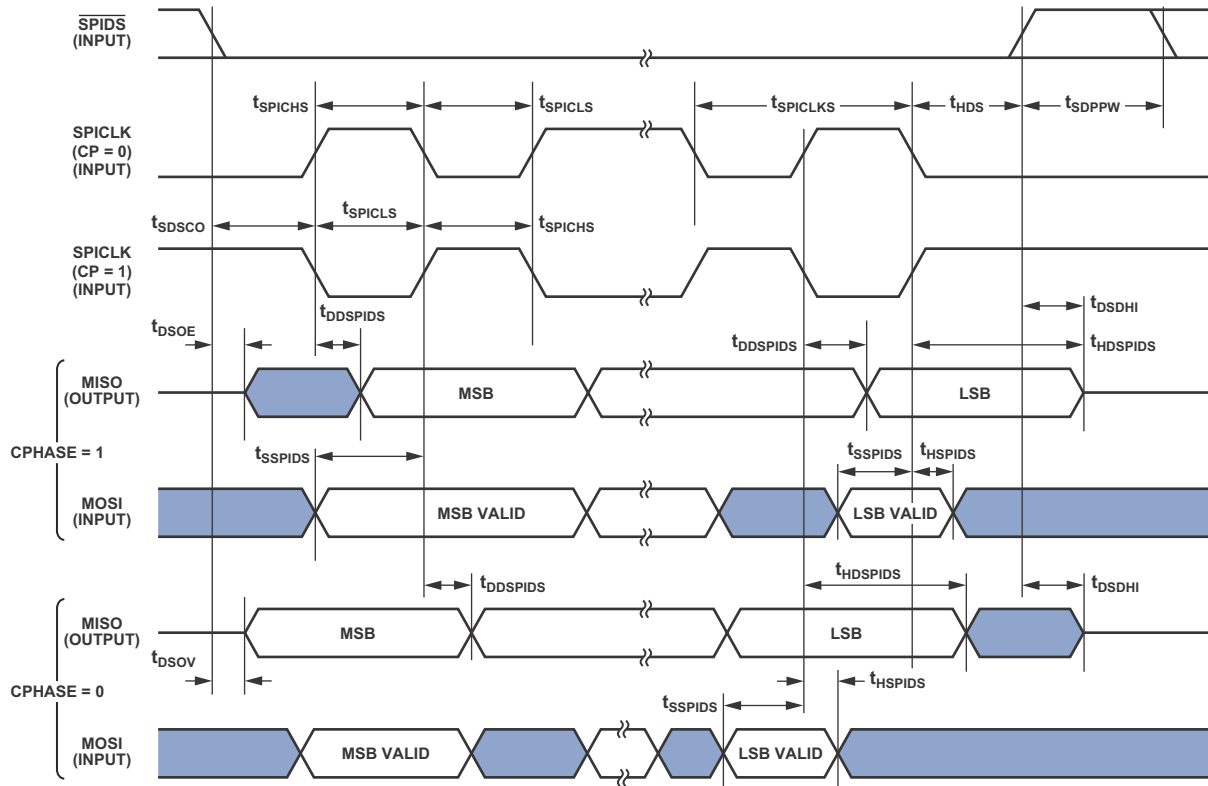 SPIDS
(INPUT)
tSPICHS
tSPICLS
tSPICLKS
tHDS
tSDPPW
SPICLK
(CP = 0)
(INPUT)
tSDSCO
tSPICLS
tSPICHS
SPICLK
(CP = 1)
(INPUT)
tDSOE
tDDSPIDS
tDDSPIDS
tDSDHI
tHDSPIDS
CPHASE = 1
MISO
(OUTPUT)
MSB
LSB
tSSPIDS
tSSPIDS
tHSPIDS
MOSI
(INPUT)
MSB VALID
LSB VALID
tDDSPIDS
tHDSPIDS
tDSDHI
CPHASE = 0
MISO
(OUTPUT)
MSB
LSB
tDSOV
tSSPIDS
tHSPIDS
MOSI
(INPUT)
MSB VALID
LSB VALID